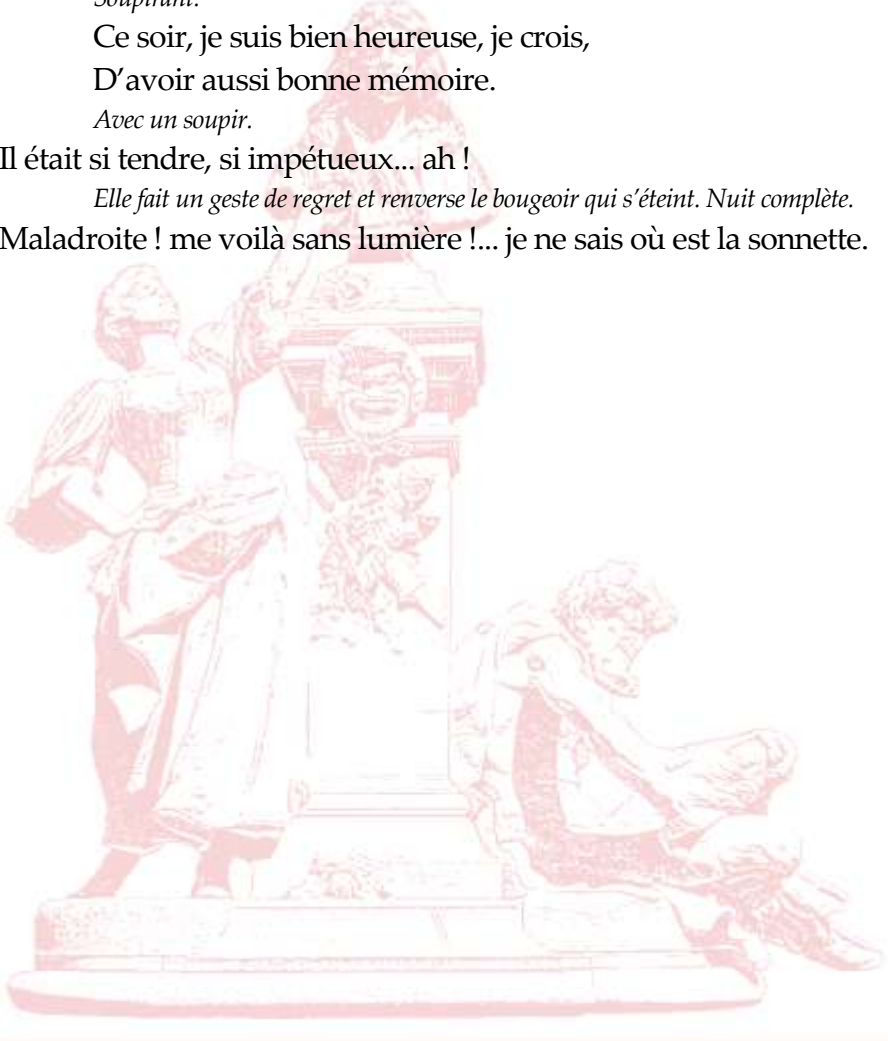 Soupirant.
Ce soir, je suis bien heureuse, je crois,
D’avoir aussi bonne mémoire.
Avec un soupir.
Il était si tendre, si impétueux... ah !
Elle fait un geste de regret et renverse le bougeoir qui s’éteint. Nuit complète.
Maladroite ! me voilà sans lumière !... je ne sais où est la sonnette.